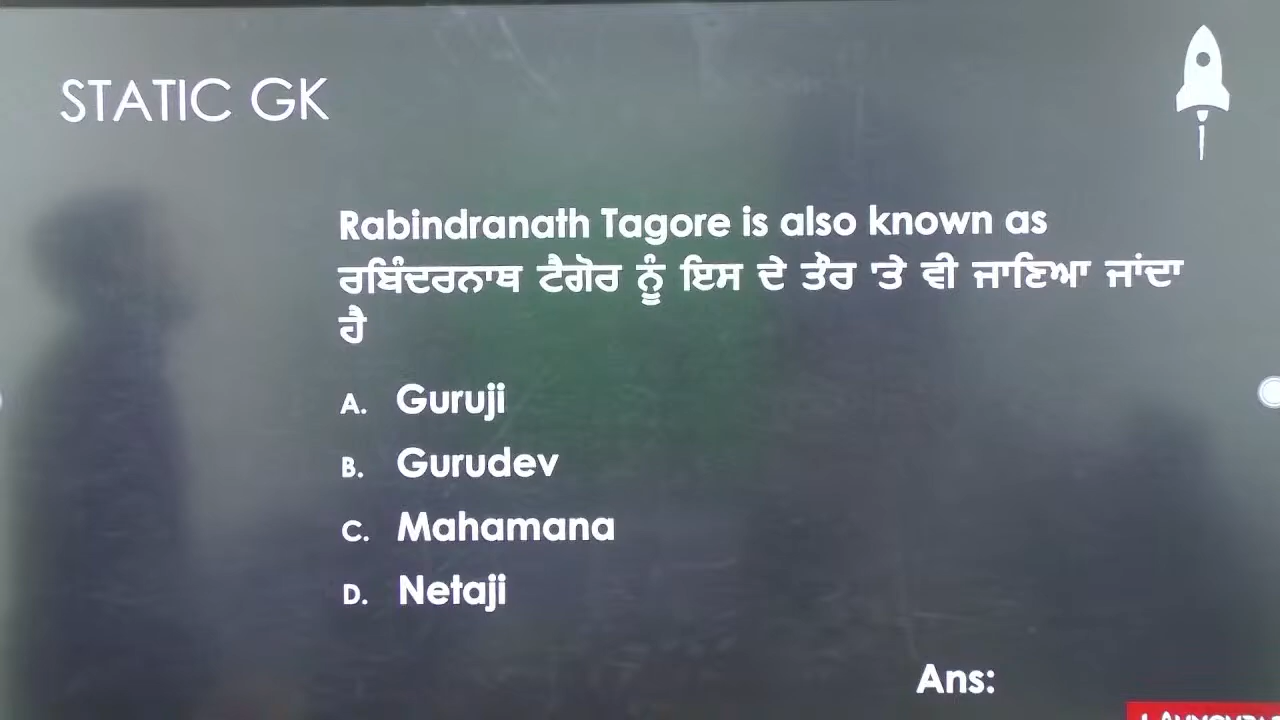 STATIC GK
Rabindranath Tagore is also known as
ਰਬਿੰਦਰਨਾਥ ਟੈਗੋਰ ਨੂੰ ਇਸ ਦੇ ਤੌਰ 'ਤੇ ਵੀ ਜਾਣਿਆ ਜਾਂਦਾ
ਹੈ
A. Guruji
B. Gurudev
C. Mahamana
D. Netaji
Ans: